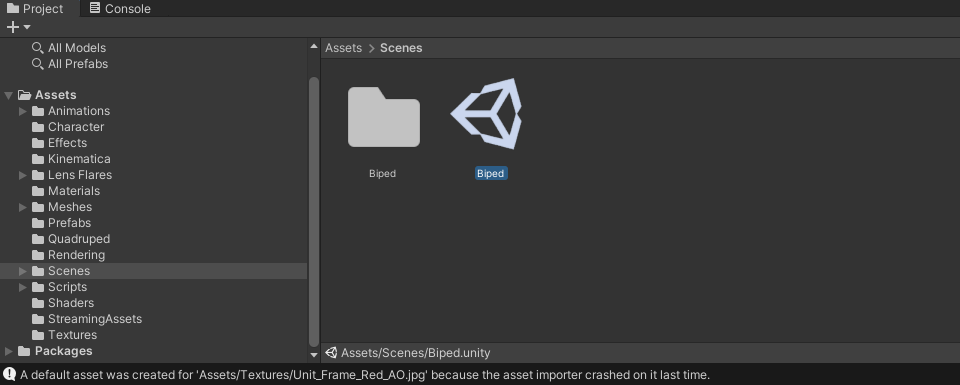 Project
Console
All Models
All Prefabs
Assets
Animations
Character
Effects
Kinematica
Lens Flares
Materials
Meshes
Prefabs
Quadruped
Rendering
Scenes
Scripts
Shaders
StreamingAssets
Textures
Packages
Assets > Scenes
Biped
Biped
Assets/Scenes/Biped.unity
A default asset was created for 'Assets/Textures/Unit_Frame_Red_AO.jpg' because the asset importer crashed on it last time.